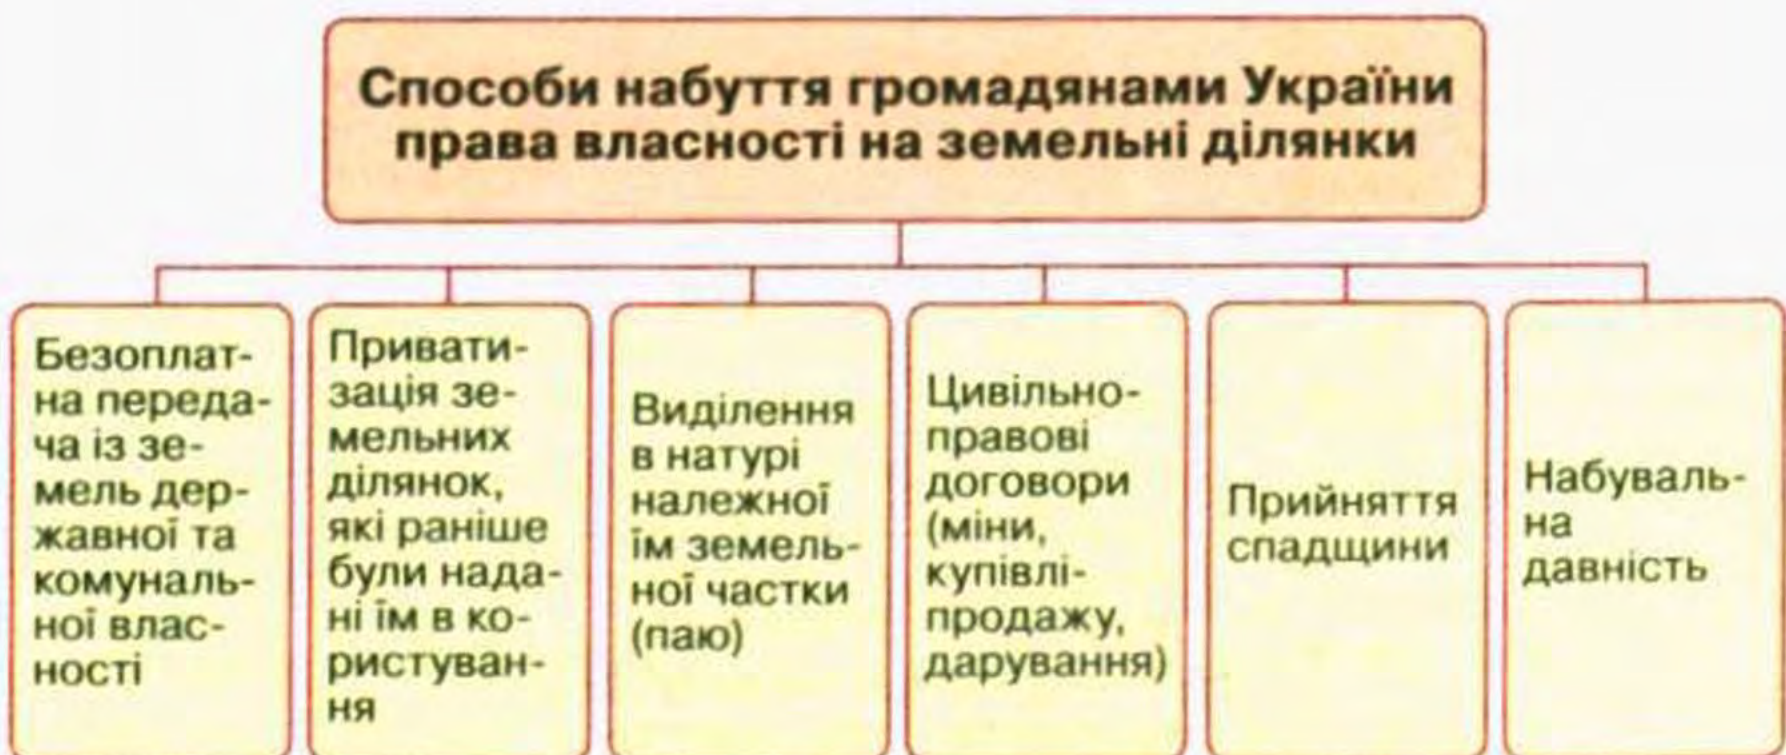 Способи набуття громадянами України
права власності на земельні ділянки
Безоплат-
на переда-
ча із зе-
мель дер-
жавної та
комуналь-
ної влас-
ності
Привати-
зація зе-
мельних
ділянок,
які раніше
були нада-
ні їм в ко-
ристуван-
ня
Виділення
в натурі
належної
їм земель-
ної частки
(паю)
Цивільно-
правові
договори
(міни,
купівлі-
продажу,
дарування)
Прийняття
спадщини
Набуваль-
на
давність